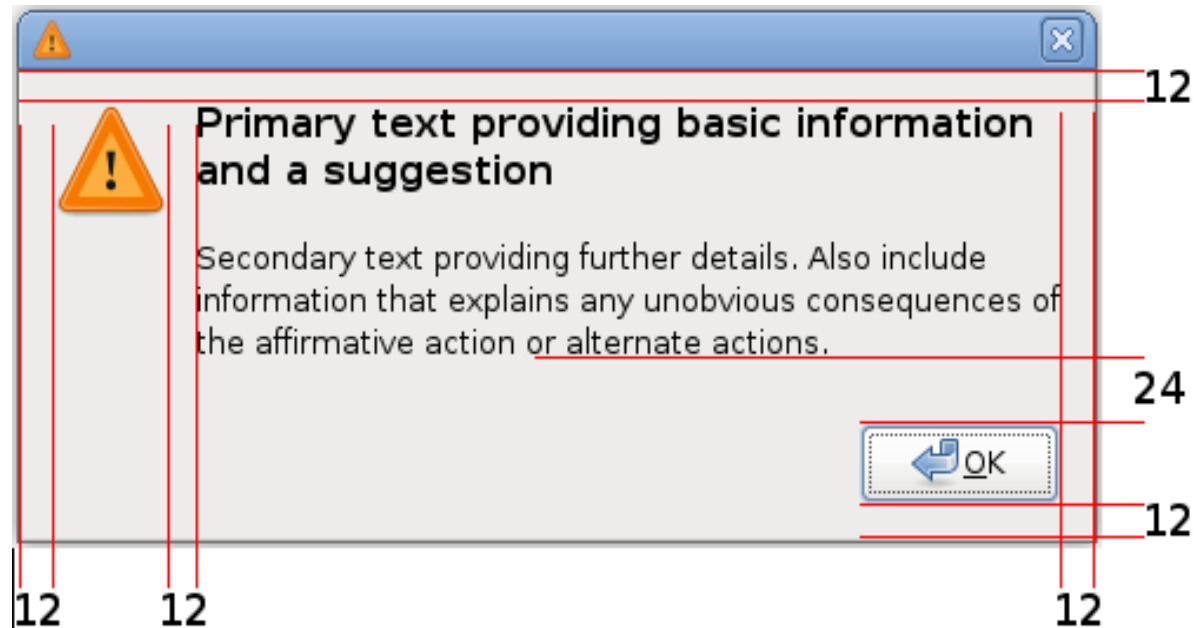 12
Primary text providing basic information
and a suggestion
Secondary text providing further details. Also include
information that explains any unobvious consequences of
the affirmative action or alternate actions.
24
OK
12
12 12 12